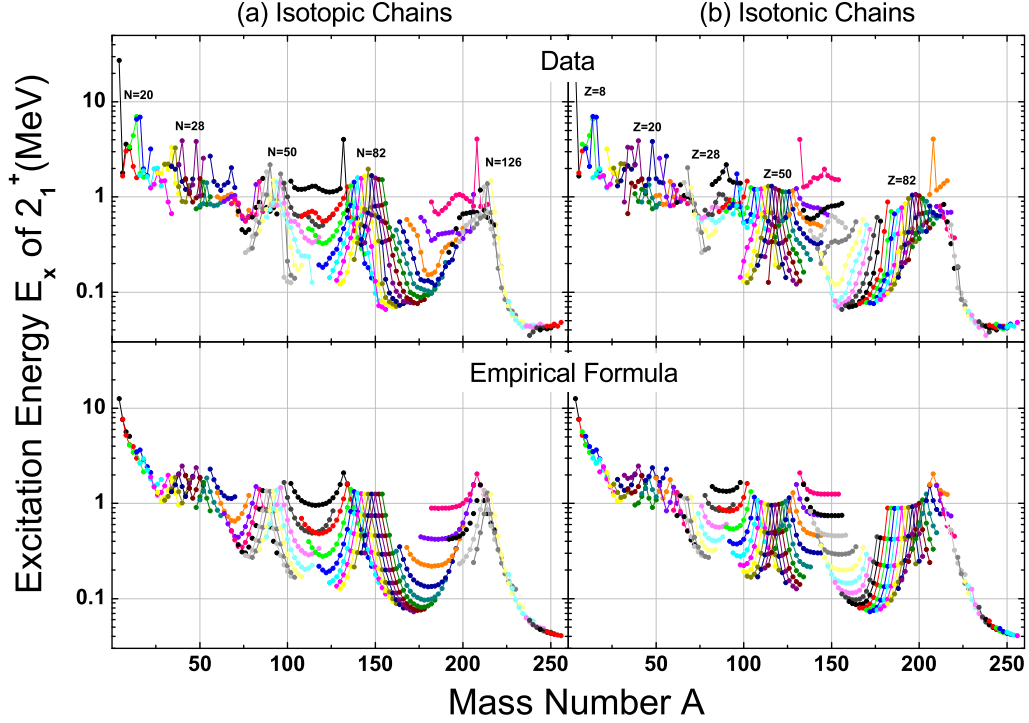 (a) Isotopic Chains (b) Isotonic Chains
Data
N=20 N=28 N=50 N=82 N=126
Z=8 Z=20 Z=28 Z=50 Z=82
10
1
0.1
Empirical Formula
10
1
0.1
50 100 150 200 250 50 100 150 200 250
Mass Number A
Excitation Energy E_x of 2_1^+(MeV)